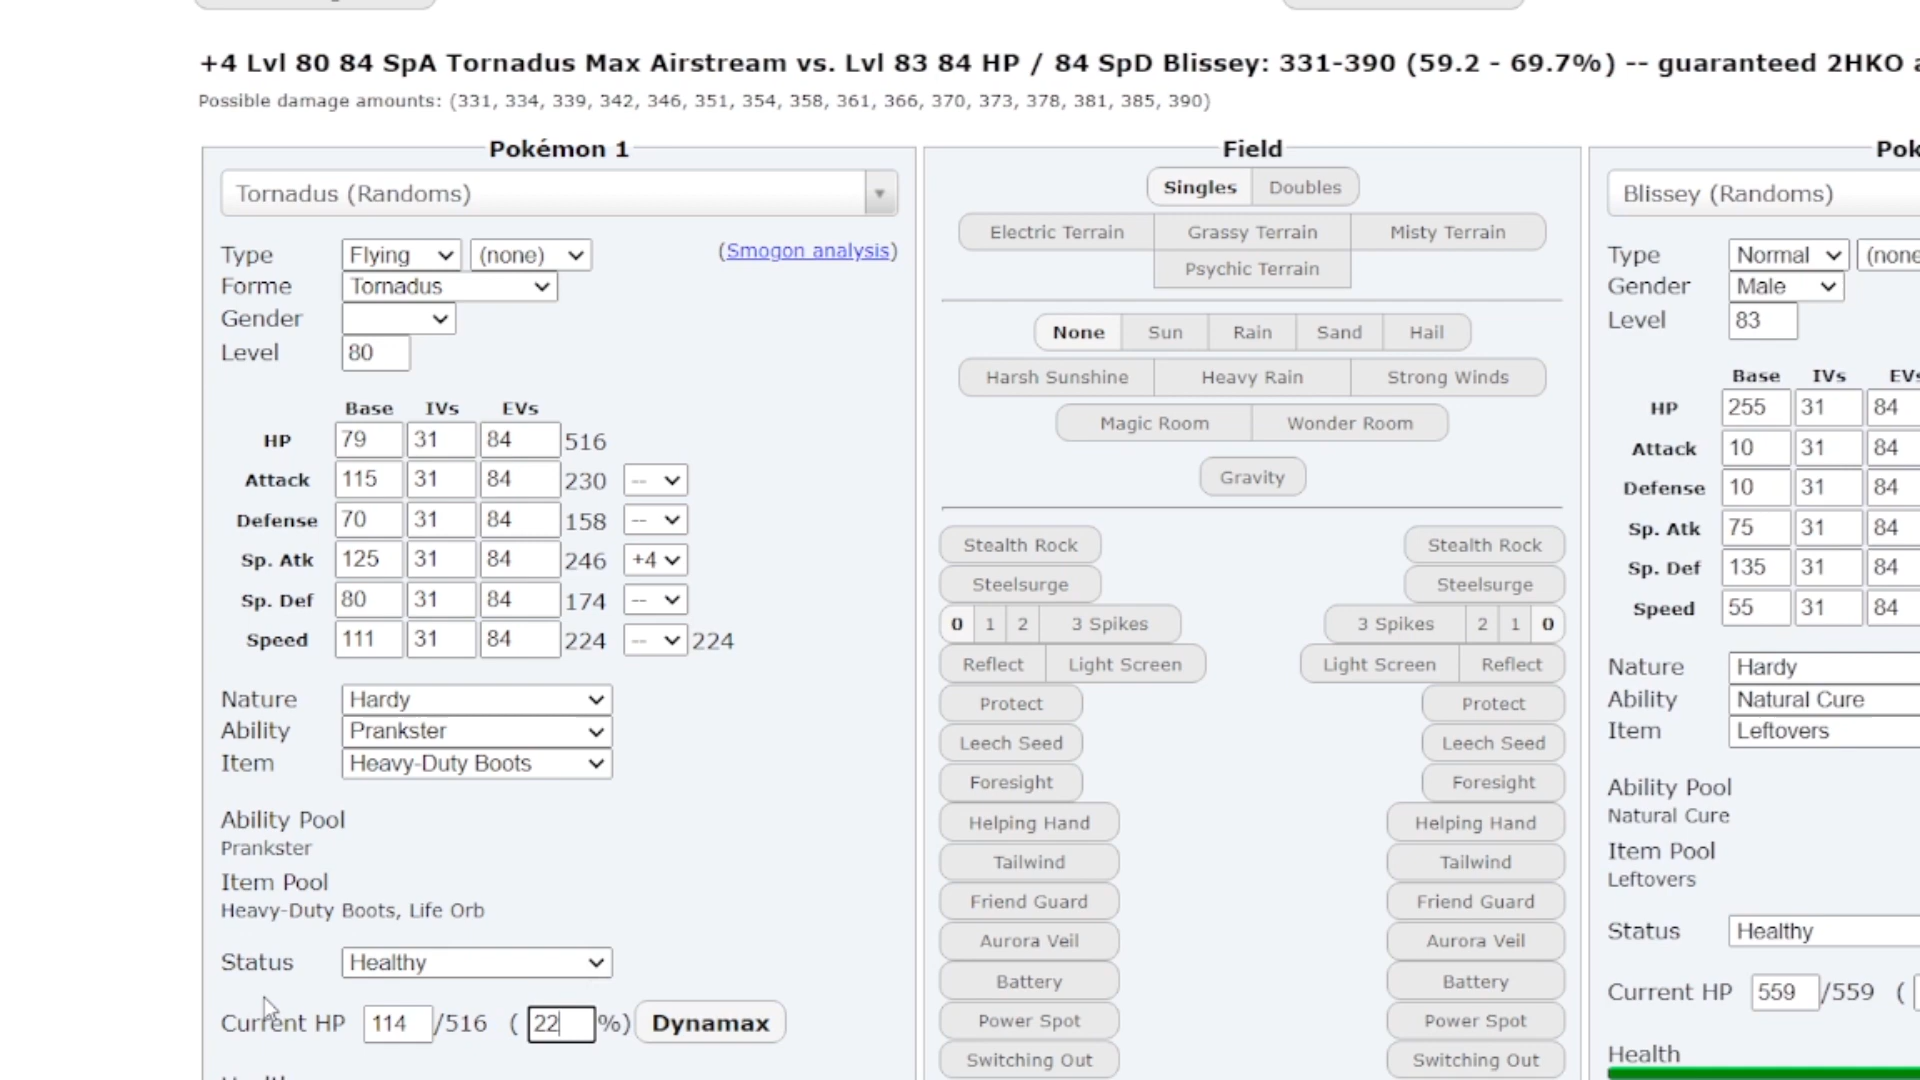 +4 Lvl 80 84 SpA Tornadus Max Airstream vs. Lvl 83 84 HP / 84 SpD Blissey: 331-390 (59.2 - 69.7%) -- guaranteed 2HKO
Possible damage amounts: (331, 334, 339, 342, 346, 351, 354, 358, 361, 366, 370, 373, 378, 381, 385, 390)
Pokémon 1
Tornadus (Randoms)
Type Flying (none) (Smogon analysis)
Forme Tornadus
Gender
Level 80
Base IVs EVs
HP 79 31 84 516
Attack 115 31 84 230 --
Defense 70 31 84 158 --
Sp. Atk 125 31 84 246 +4
Sp. Def 80 31 84 174 --
Speed 111 31 84 224 -- 224
Nature Hardy
Ability Prankster
Item Heavy-Duty Boots
Ability Pool
Prankster
Item Pool
Heavy-Duty Boots, Life Orb
Status Healthy
Current HP 114 /516 ( 22 %) Dynamax
Field
Singles Doubles
Electric Terrain Grassy Terrain Misty Terrain
Psychic Terrain
None Sun Rain Sand Hail
Harsh Sunshine Heavy Rain Strong Winds
Magic Room Wonder Room
Gravity
Stealth Rock Stealth Rock
Steelsurge Steelsurge
0 1 2 3 Spikes 3 Spikes 2 1 0
Reflect Light Screen Light Screen Reflect
Protect Protect
Leech Seed Leech Seed
Foresight Foresight
Helping Hand Helping Hand
Tailwind Tailwind
Friend Guard Friend Guard
Aurora Veil Aurora Veil
Battery Battery
Power Spot Power Spot
Switching Out Switching Out
Pok
Blissey (Randoms)
Type Normal (none
Gender Male
Level 83
Base IVs EVs
HP 255 31 84
Attack 10 31 84
Defense 10 31 84
Sp. Atk 75 31 84
Sp. Def 135 31 84
Speed 55 31 84
Nature Hardy
Ability Natural Cure
Item Leftovers
Ability Pool
Natural Cure
Item Pool
Leftovers
Status Healthy
Current HP 559 /559 (
Health